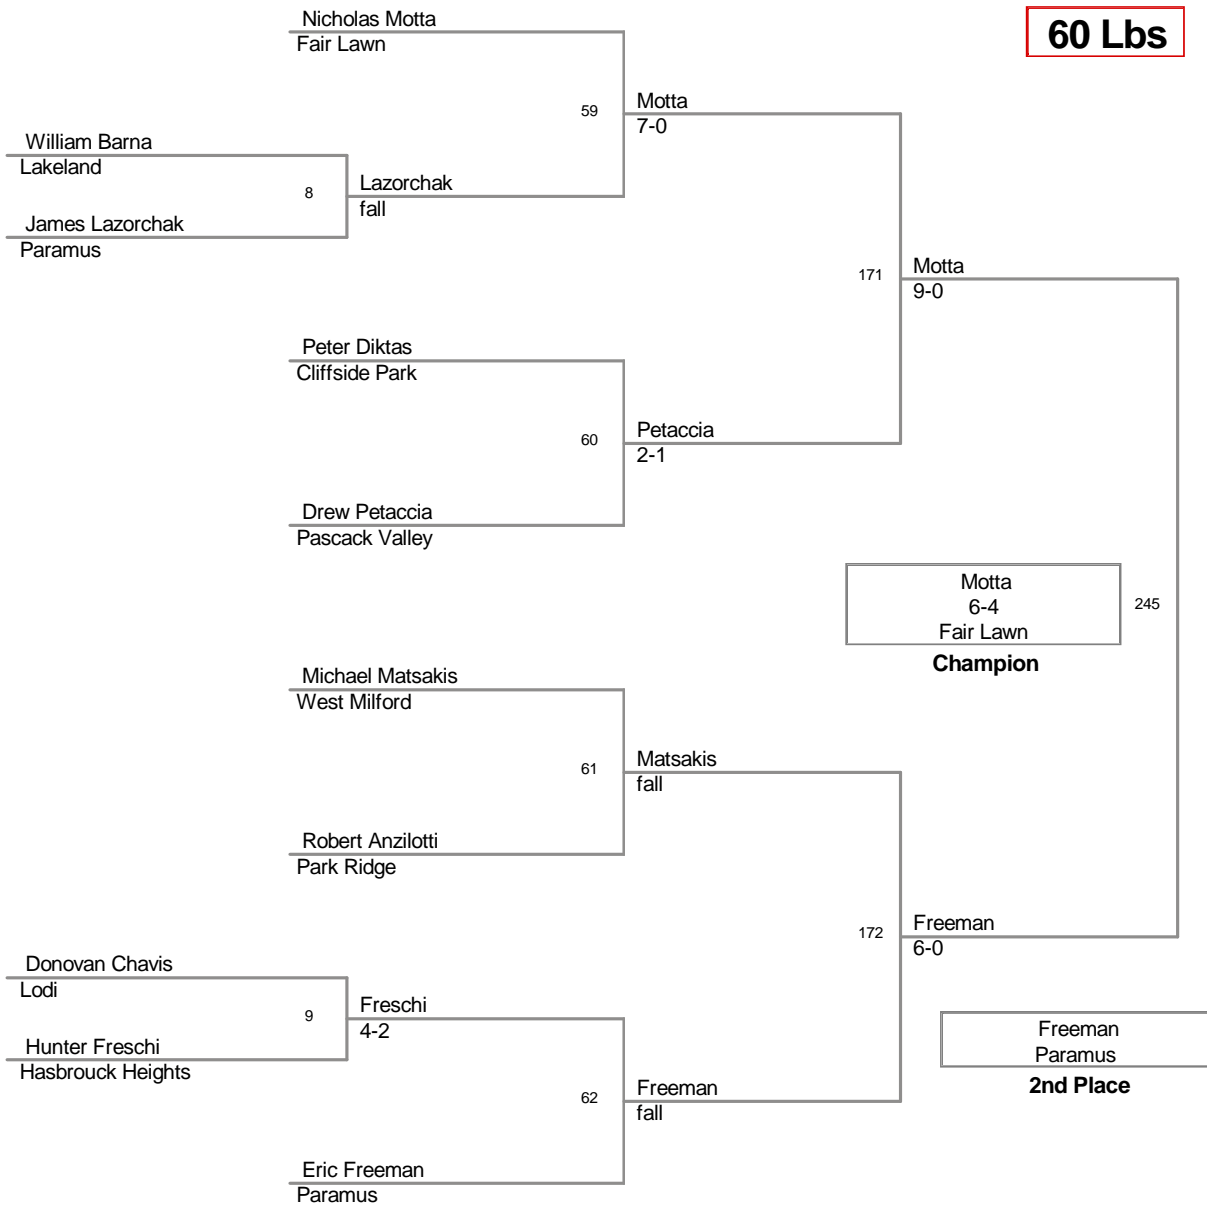 Nicholas Motta
Fair Lawn
60 Lbs
59
Motta
7-0
William Barna
Lakeland
8
Lazorchak
fall
James Lazorchak
Paramus
171
Motta
9-0
Peter Diktas
Cliffside Park
60
Petaccia
2-1
Drew Petaccia
Pascack Valley
Motta
6-4
Fair Lawn
245
Champion
Michael Matsakis
West Milford
61
Matsakis
fall
Robert Anzilotti
Park Ridge
172
Freeman
6-0
Donovan Chavis
Lodi
9
Freschi
4-2
Hunter Freschi
Hasbrouck Heights
Freeman
Paramus
2nd Place
62
Freeman
fall
Eric Freeman
Paramus